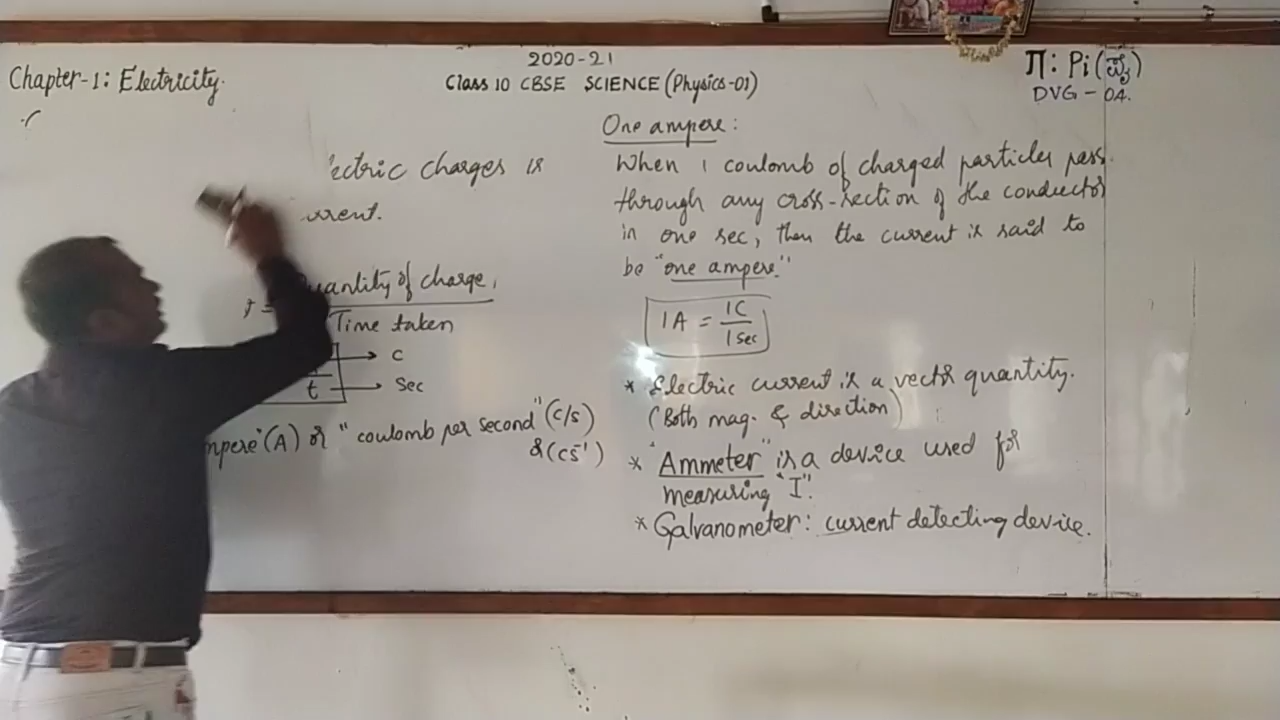 2020-21
Chapter-1: Electricity.
Class 10 CBSE SCIENCE (Physics-01)
Π: Pi(ಪೈ)
DVG - 04.
ectric charges is
urrent.
uantity of charge,
Time taken
C
t
Sec
mpere"(A) or "coulomb per second" (C/s)
&(Cs⁻¹)
One ampere:
When 1 coulomb of charged particles pass
through any cross-section of the conductor
in one sec, then the current is said to
be "one ampere."
1A = 1C
1 sec
* Electric current is a vector quantity.
(Both mag. & direction)
* "Ammeter" is a device used for
measuring "I".
* Galvanometer: current detecting device.